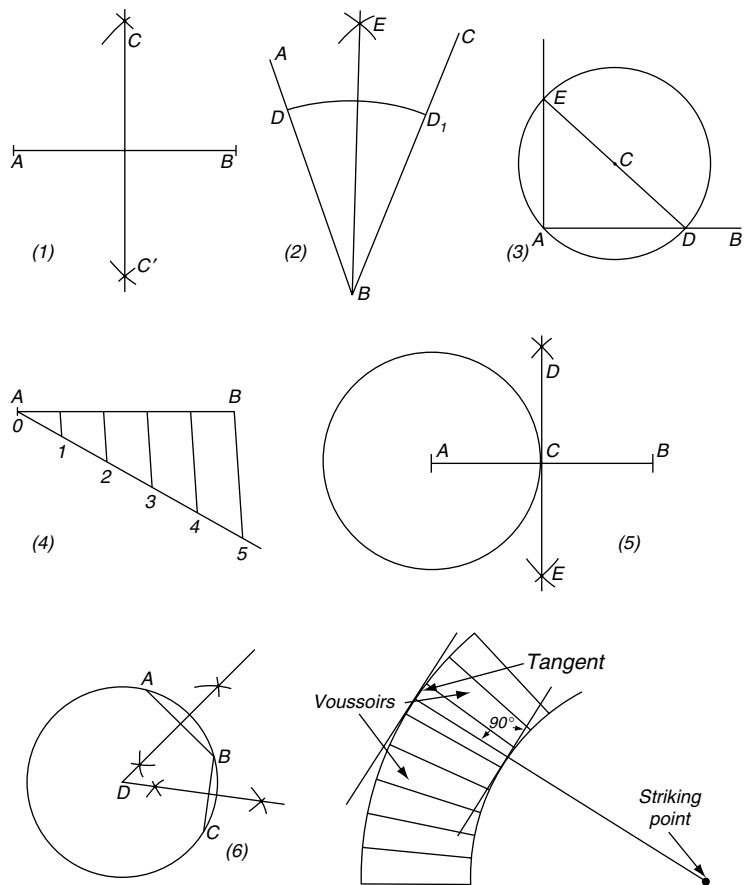 C
A
B
(1)
C′
A
E
C
D
D1
(2)
B
E
C
A
D
B
(3)
A
B
0
1
2
3
4
5
(4)
D
A
C
B
(5)
E
A
B
D
C
(6)
Tangent
Voussoirs
90°
Striking
point